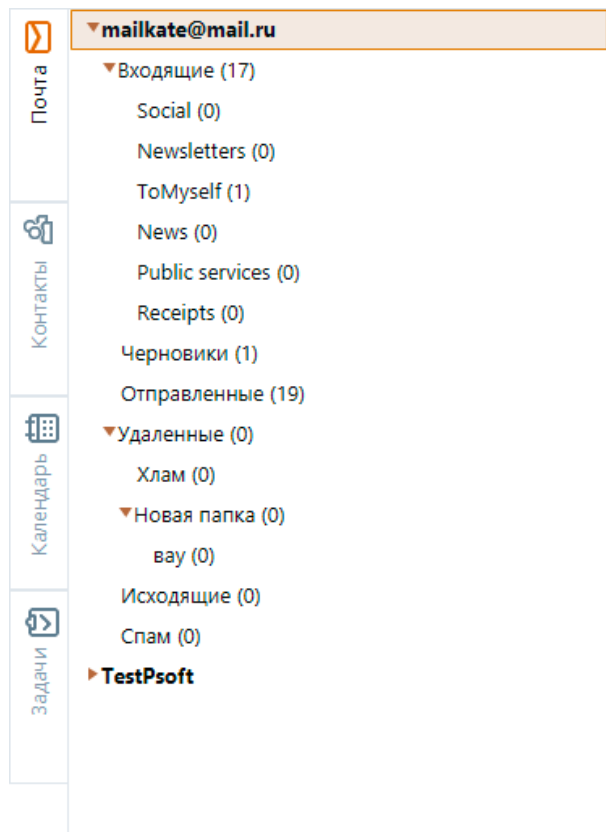 Почта
Контакты
Календарь
Задачи
mailkate@mail.ru
Входящие (17)
Social (0)
Newsletters (0)
ToMyself (1)
News (0)
Public services (0)
Receipts (0)
Черновики (1)
Отправленные (19)
Удаленные (0)
Хлам (0)
Новая папка (0)
вау (0)
Исходящие (0)
Спам (0)
TestPsoft